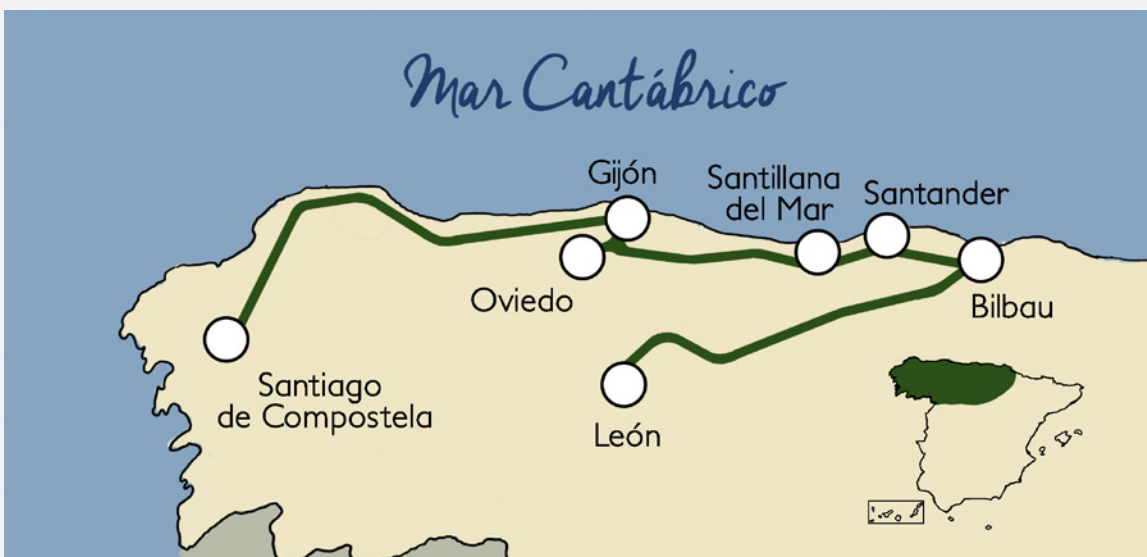 Mar Cantábrico
Gijón
Santillana
del Mar
Santander
Oviedo
Bilbau
Santiago
de Compostela
León